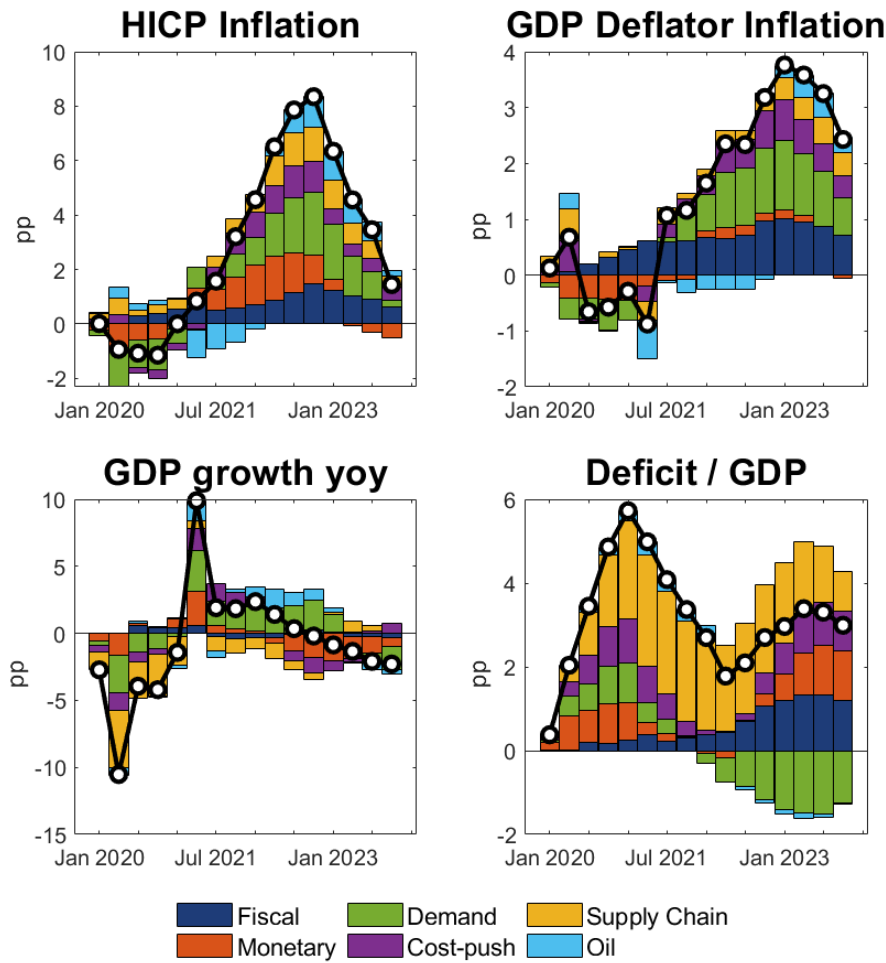 HICP Inflation
GDP Deflator Inflation
10
8
6
4
2
0
-2
pp
Jan 2020 Jul 2021 Jan 2023
4
3
2
1
0
-1
-2
pp
Jan 2020 Jul 2021 Jan 2023
GDP growth yoy
Deficit / GDP
10
5
0
-5
-10
-15
pp
Jan 2020 Jul 2021 Jan 2023
6
4
2
0
-2
pp
Jan 2020 Jul 2021 Jan 2023
Fiscal Demand Supply Chain
Monetary Cost-push Oil